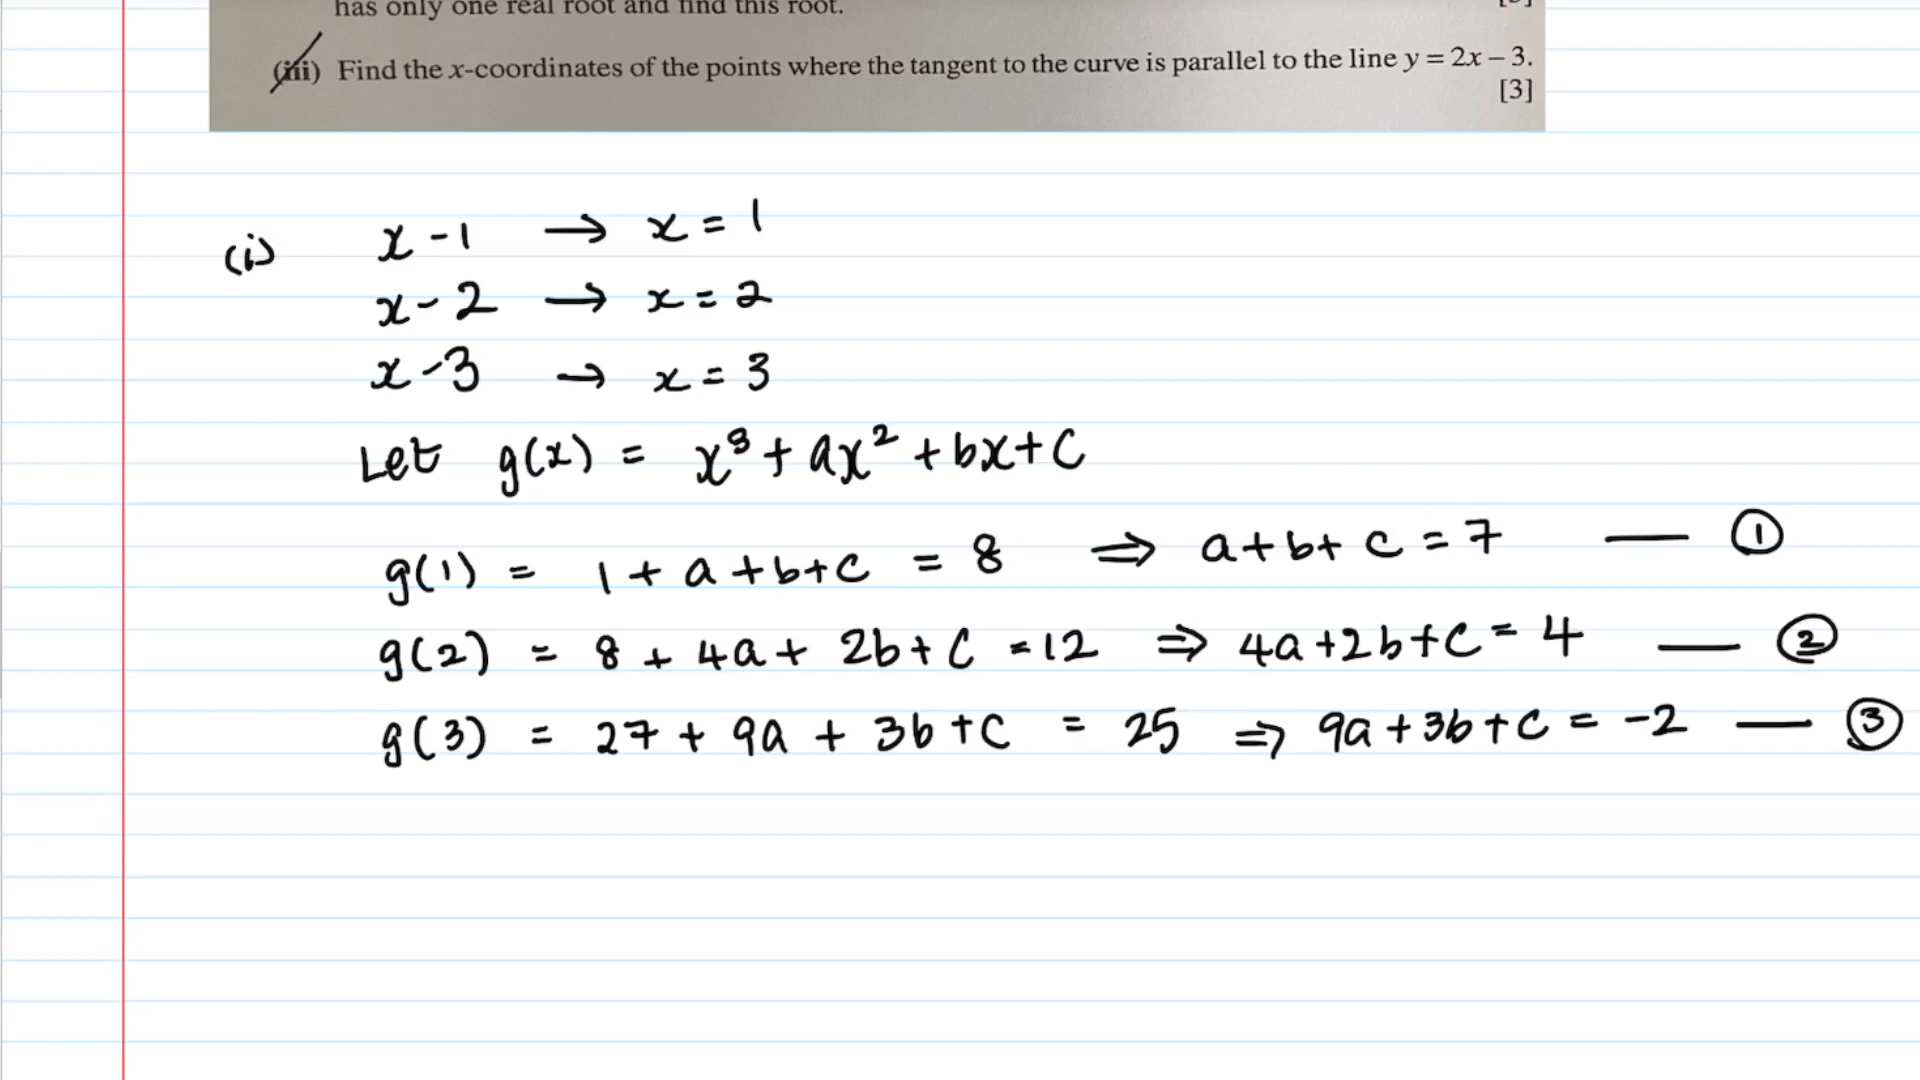 has only one real root and find this root.
(iii) Find the x-coordinates of the points where the tangent to the curve is parallel to the line y = 2x – 3.
[3]
(i) x - 1 → x = 1
x - 2 → x = 2
x - 3 → x = 3
Let g(x) = x³ + ax² + bx + c
g(1) = 1 + a + b + c = 8 ⇒ a + b + c = 7 — ①
g(2) = 8 + 4a + 2b + c = 12 ⇒ 4a + 2b + c = 4 — ②
g(3) = 27 + 9a + 3b + c = 25 ⇒ 9a + 3b + c = -2 — ③